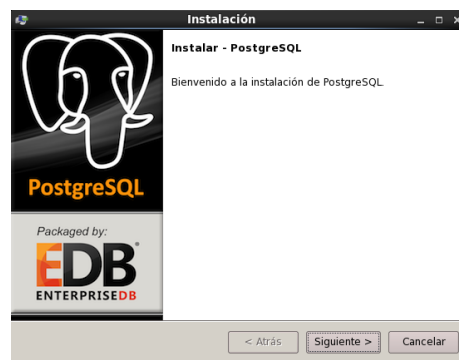 Instalación
Instalar - PostgreSQL
Bienvenido a la instalación de PostgreSQL.
PostgreSQL
Packaged by:
EDB
ENTERPRISEDB
< Atrás
Siguiente >
Cancelar